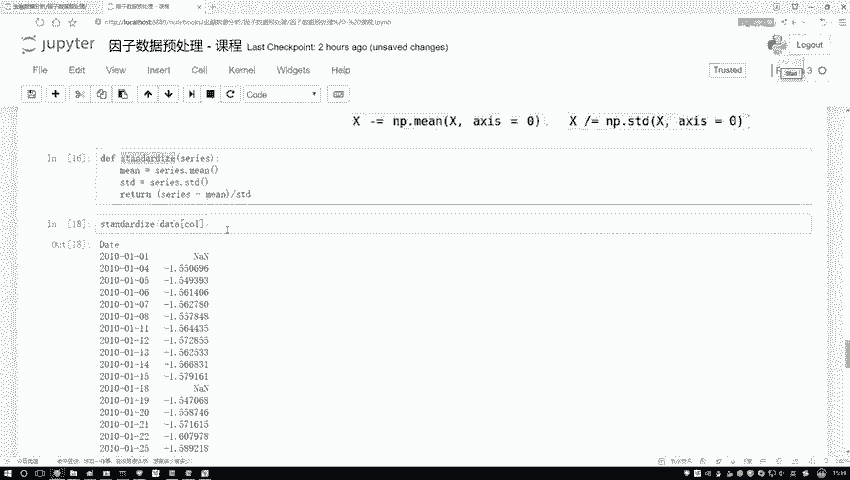 jupyter 因子数据预处理 - 课程 Last Checkpoint: 2 hours ago (unsaved changes)
Logout
File Edit View Insert Cell Kernel Widgets Help
Trusted
3
Code
X -= np.mean(X, axis = 0) X /= np.std(X, axis = 0)
In [16]: def standardize(series):
mean = series.mean()
std = series.std()
return (series - mean)/std
In [18]: standardize data[col]
Out[18]: Date
2010-01-01 NaN
2010-01-04 -1.550696
2010-01-05 -1.549393
2010-01-06 -1.561406
2010-01-07 -1.562780
2010-01-08 -1.557848
2010-01-11 -1.564435
2010-01-12 -1.572855
2010-01-13 -1.562533
2010-01-14 -1.566831
2010-01-15 -1.579161
2010-01-18 NaN
2010-01-19 -1.547068
2010-01-20 -1.558746
2010-01-21 -1.571615
2010-01-22 -1.607978
2010-01-25 -1.589218